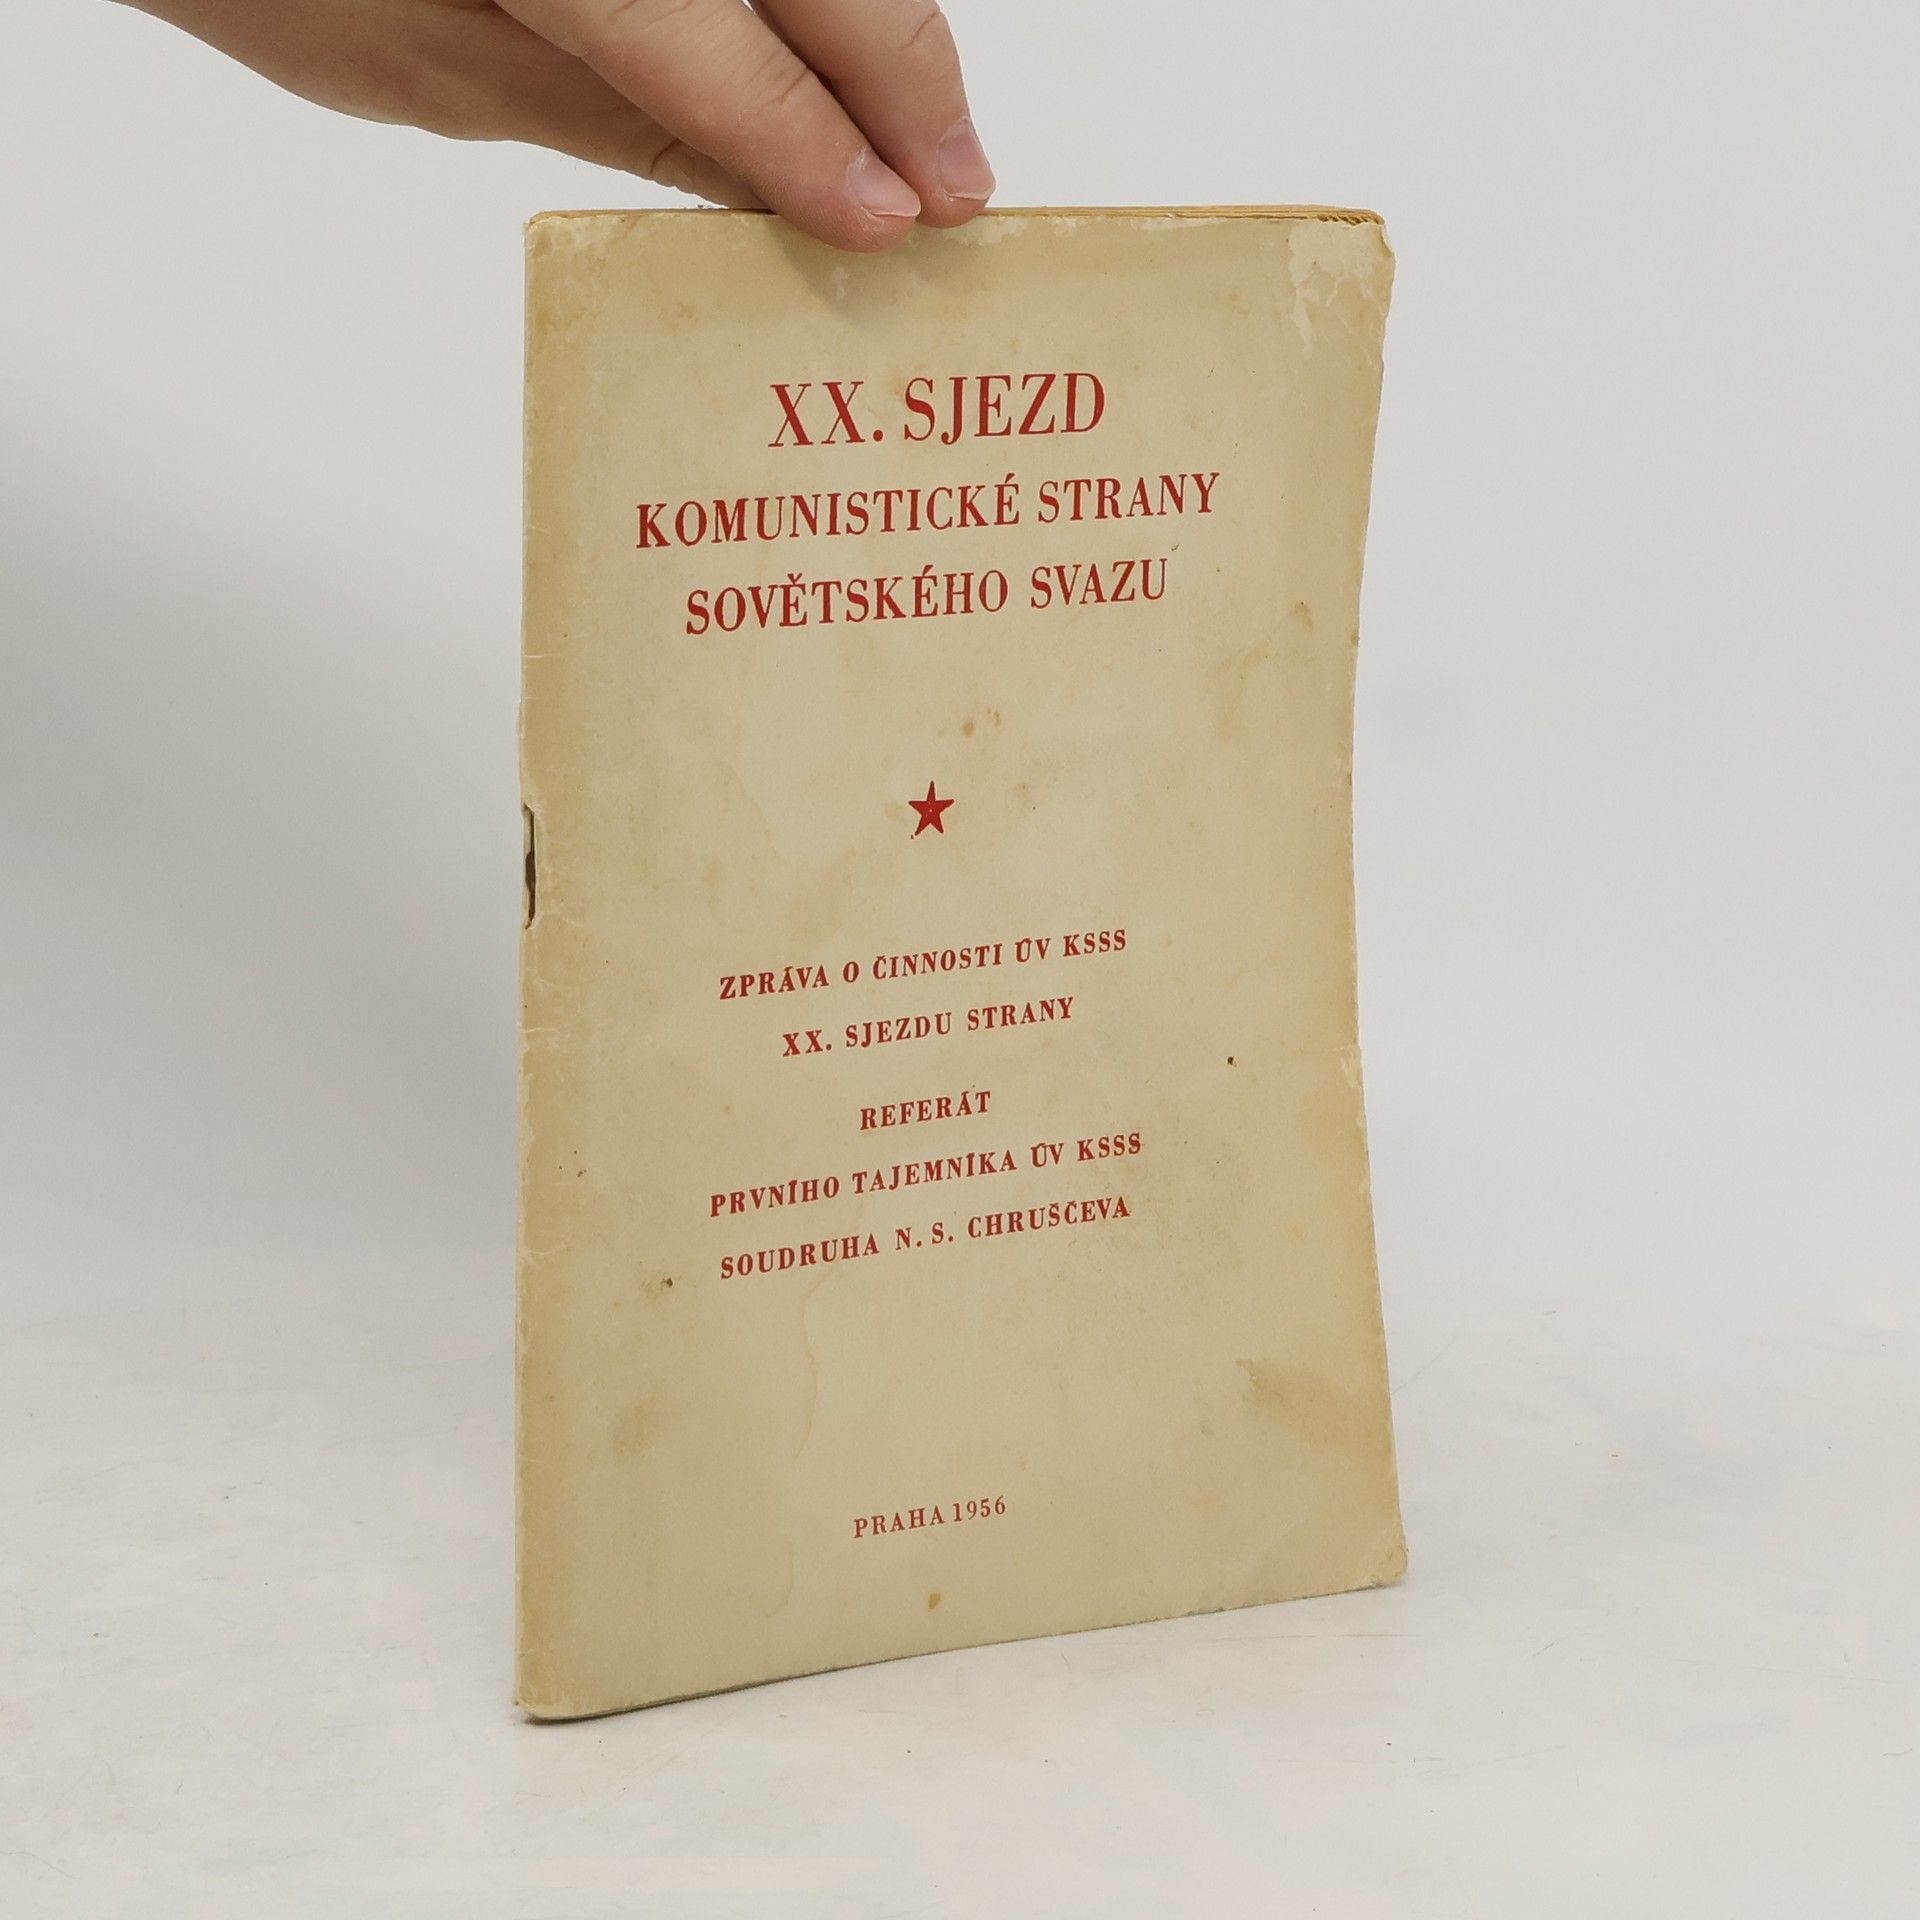 XX. SJEZD
KOMUNISTICKÉ STRANY
SOVĚTSKÉHO SVAZU
ZPRÁVA O ČINNOSTI ÚV KSSS
XX. SJEZDU STRANY
REFERÁT
PRVNÍHO TAJEMNÍKA ÚV KSSS
SOUDRUHA N. S. CHRUŠČEVA
PRAHA 1956